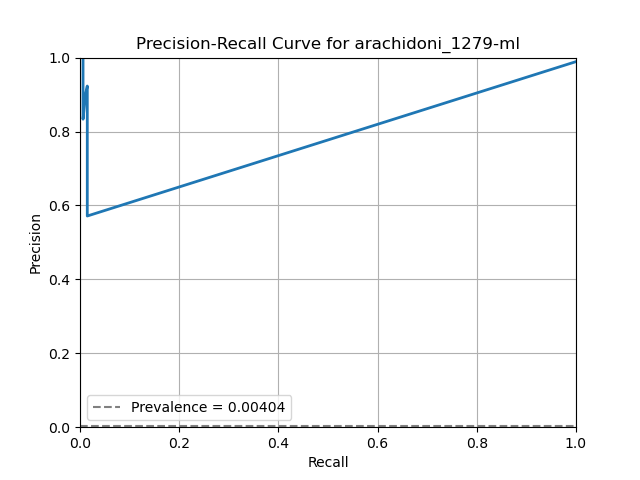 Precision-Recall Curve for arachidoni_1279-ml
1.0
0.8
0.6
0.4
0.2
0.0
Precision
Prevalence = 0.00404
0.0 0.2 0.4 0.6 0.8 1.0
Recall